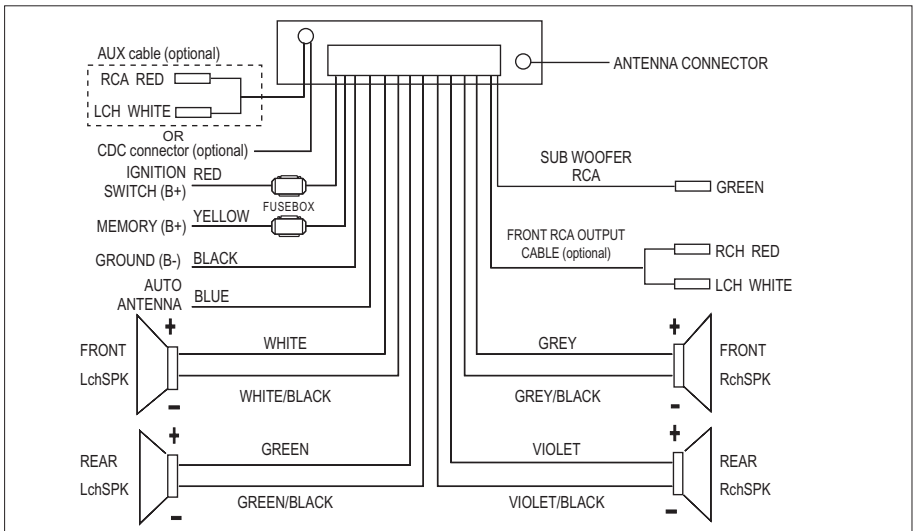 AUX cable (optional)
RCA RED
LCH WHITE
OR
CDC connector (optional)
IGNITION RED
SWITCH (B+)
FUSEBOX
MEMORY (B+) YELLOW
GROUND (B-) BLACK
AUTO
ANTENNA BLUE
ANTENNA CONNECTOR
SUB WOOFER
RCA
GREEN
FRONT RCA OUTPUT
CABLE (optional)
RCH RED
LCH WHITE
+
FRONT
LchSPK
-
WHITE
WHITE/BLACK
GREY
GREY/BLACK
+
FRONT
RchSPK
-
+
REAR
LchSPK
-
GREEN
GREEN/BLACK
VIOLET
VIOLET/BLACK
+
REAR
RchSPK
-